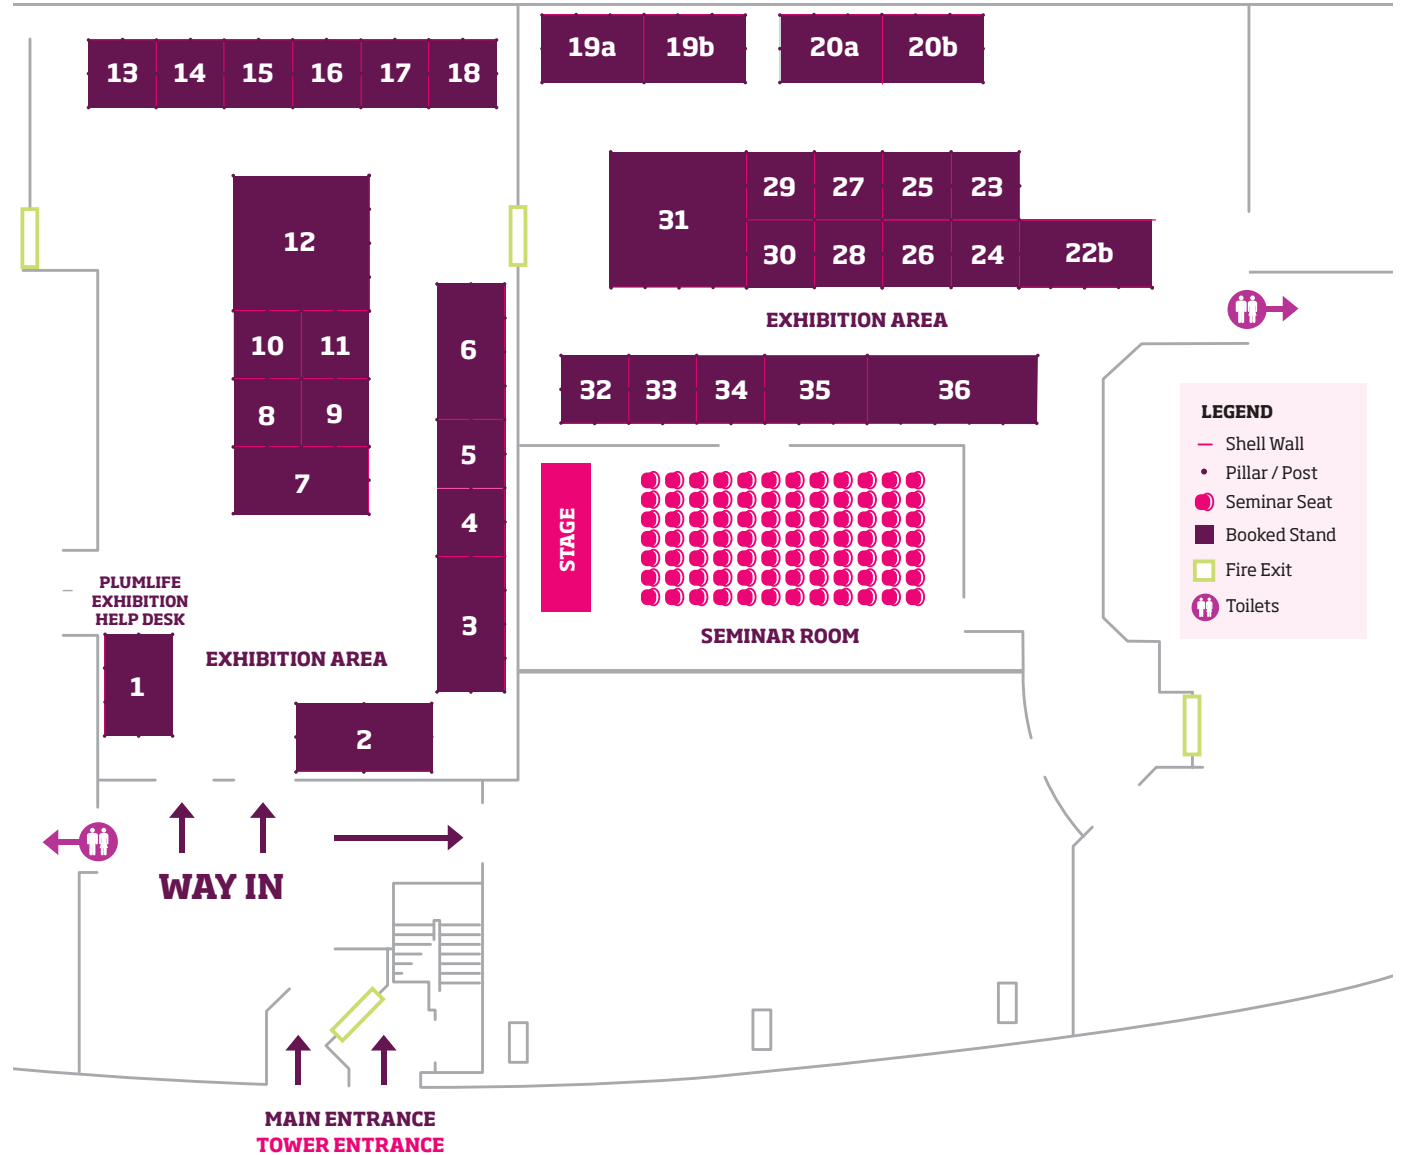 19a
19b
20a
20b
13
14
15
16
17
18
29
27
25
23
31
12
30
28
26
24
22b
EXHIBITION AREA
10
11
6
32
33
34
35
36
8
9
5
7
4
STAGE
LEGEND
Shell Wall
Pillar / Post
Seminar Seat
Booked Stand
Fire Exit
Toilets
PLUMLIFE
EXHIBITION
HELP DESK
3
SEMINAR ROOM
EXHIBITION AREA
1
2
WAY IN
MAIN ENTRANCE
TOWER ENTRANCE